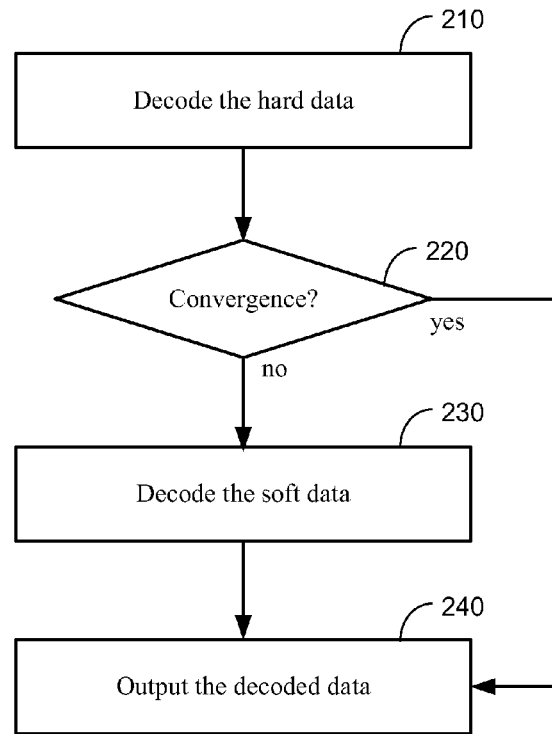 210
Decode the hard data
220
Convergence?
yes
no
230
Decode the soft data
240
Output the decoded data